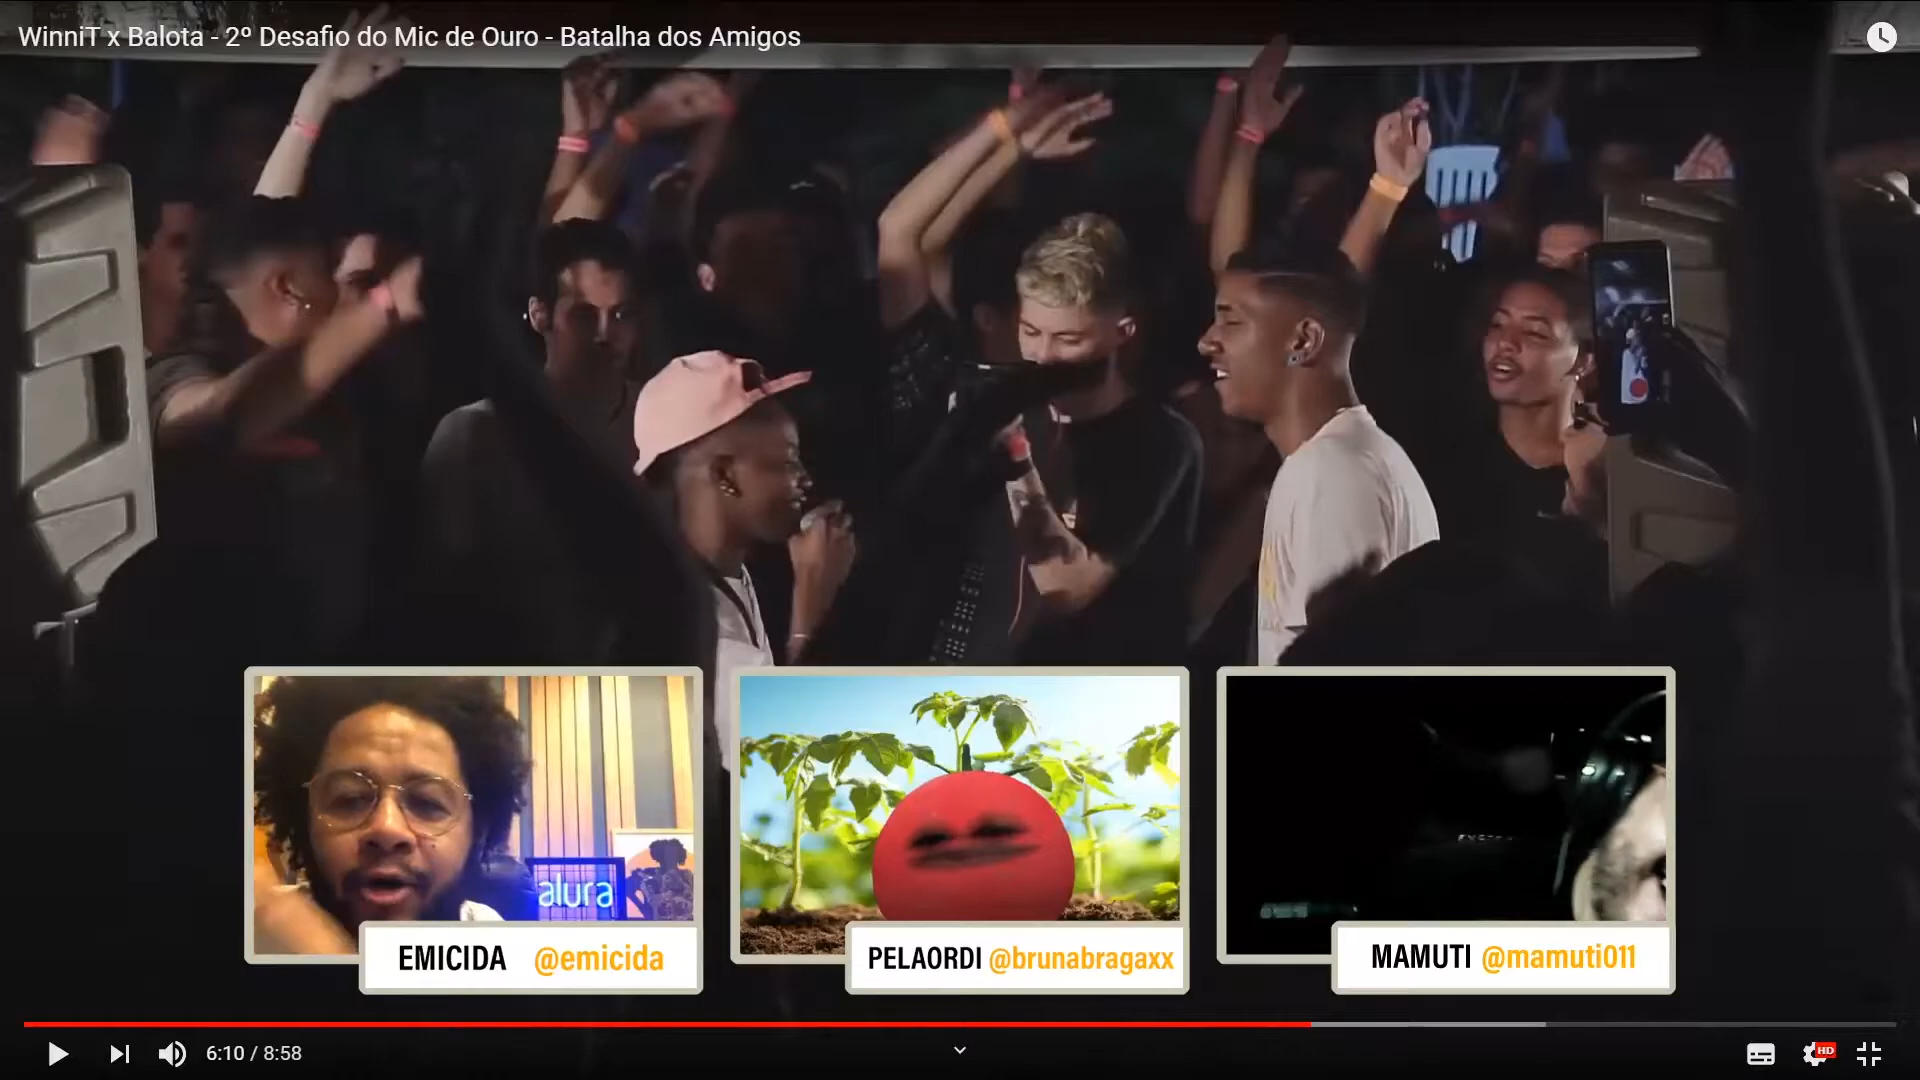 WinniT x Balota - 2º Desafio do Mic de Ouro - Batalha dos Amigos
alura
EMICIDA @emicida
PELAORDI @brunabragaxx
MAMUTI @mamuti011
6:10 / 8:58
HD